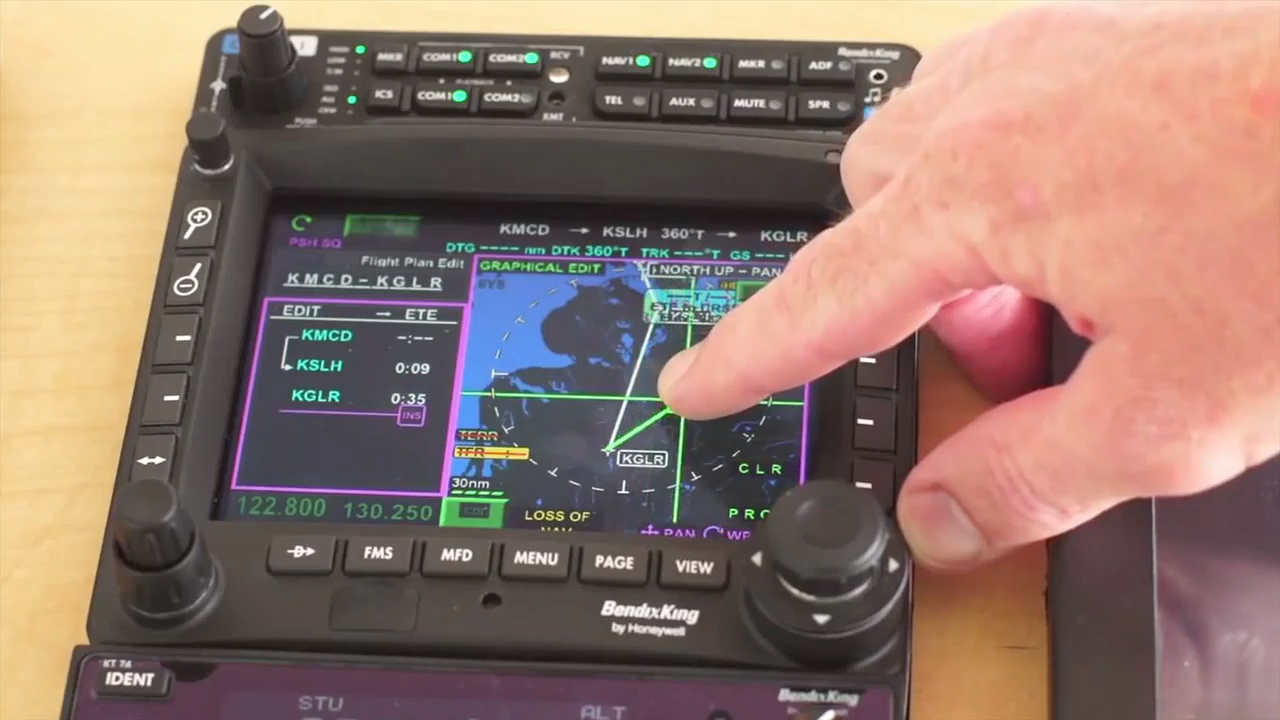 BendixKing
MKR COM1 COM2 RCV NAV1 NAV2 MKR ADF
ICS COM1 COM2 XMT TEL AUX MUTE SPR
PUSH
KMCD → KSLH 360°T → KGLR
PSH SQ
DTG ---- nm DTK 360°T TRK ---°T GS ---
Flight Plan Edit
GRAPHICAL EDIT
NORTH UP - PAN
KMCD-KGLR
EDIT → ETE
KMCD -:--
KSLH 0:09
KGLR 0:35
INS
TERR
TFR
30nm
KGLR
CLR
122.800 130.250
CDI
LOSS OF
PAN
D FMS MFD MENU PAGE VIEW
BendixKing
by Honeywell
KT 74
IDENT
STU
ALT
BendixKing